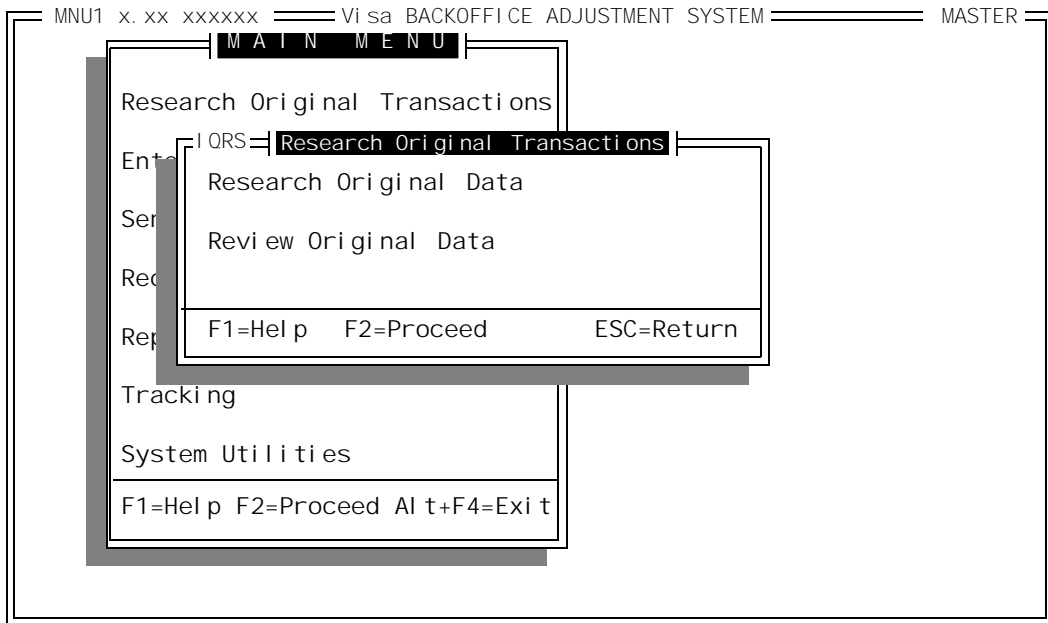 MNU1 x.xx xxxxxx Visa BACKOFFICE ADJUSTMENT SYSTEM MASTER
MAIN MENU
Research Original Transactions
IQRS Research Original Transactions
Research Original Data
Review Original Data
F1=Help F2=Proceed ESC=Return
Tracking
System Utilities
F1=Help F2=Proceed Alt+F4=Exit